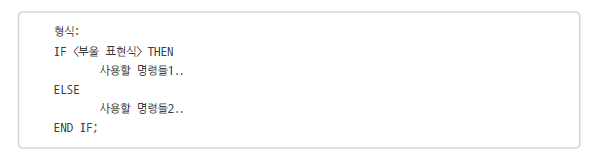 형식:
IF <부울 표현식> THEN
사용할 명령들1..
ELSE
사용할 명령들2..
END IF;